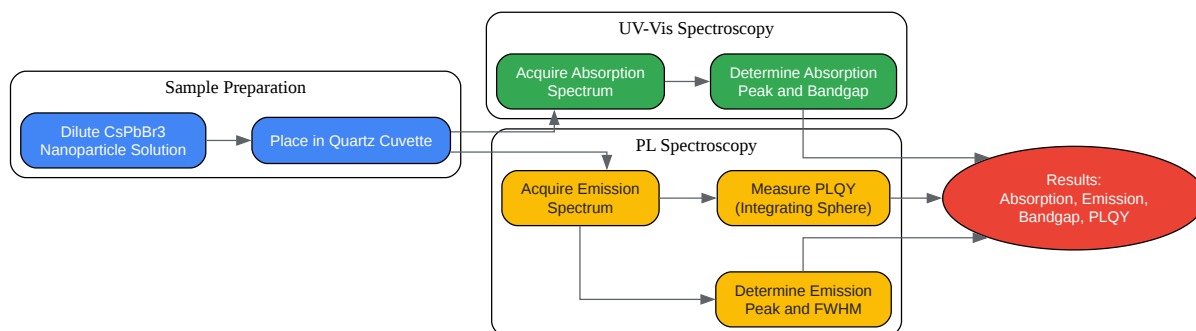 UV-Vis Spectroscopy
Acquire Absorption
Spectrum
Determine Absorption
Peak and Bandgap
Sample Preparation
Dilute CsPbBr3
Nanoparticle Solution
Place in Quartz Cuvette
PL Spectroscopy
Acquire Emission
Spectrum
Measure PLQY
(Integrating Sphere)
Determine Emission
Peak and FWHM
Results:
Absorption, Emission,
Bandgap, PLQY